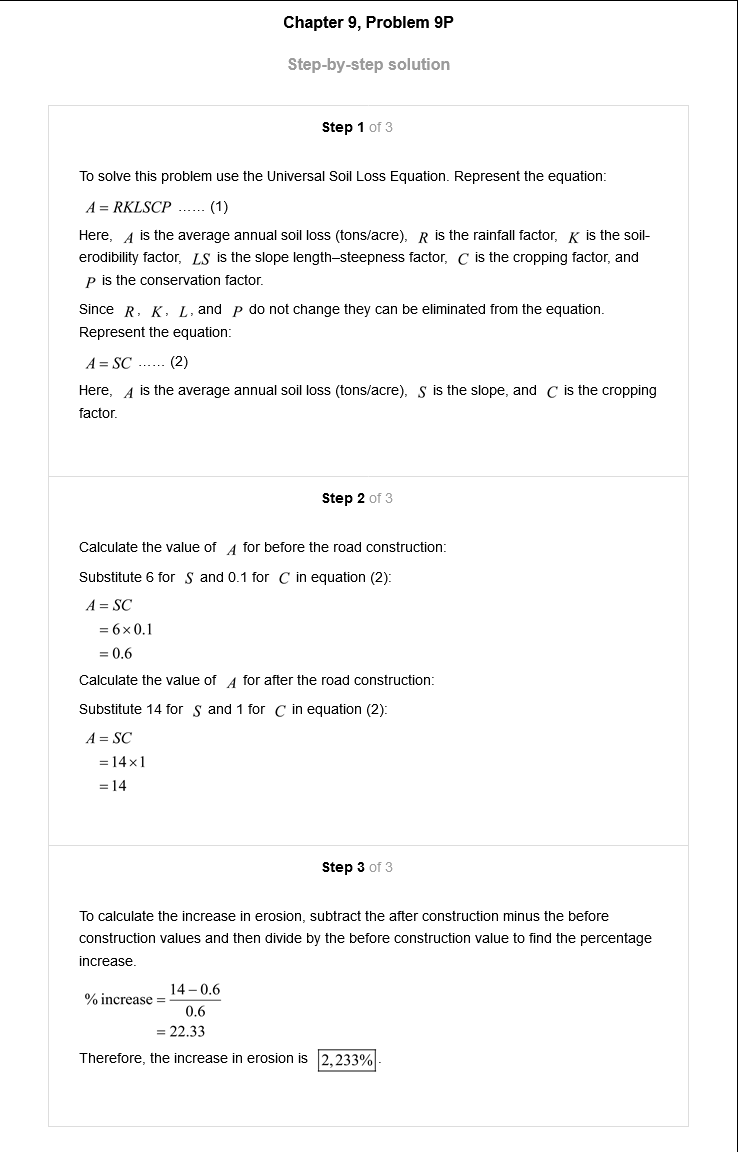 Chapter 9, Problem 9P
Step-by-step solution
Step 1 of 3
To solve this problem use the Universal Soil Loss Equation. Represent the equation:
A = RKLSCP ...... (1)
Here, A is the average annual soil loss (tons/acre), R is the rainfall factor, K is the soil-
erodibility factor, LS is the slope length–steepness factor, C is the cropping factor, and
P is the conservation factor.
Since R, K, L, and P do not change they can be eliminated from the equation.
Represent the equation:
A = SC ...... (2)
Here, A is the average annual soil loss (tons/acre), S is the slope, and C is the cropping
factor.
Step 2 of 3
Calculate the value of A for before the road construction:
Substitute 6 for S and 0.1 for C in equation (2):
A = SC
= 6 × 0.1
= 0.6
Calculate the value of A for after the road construction:
Substitute 14 for S and 1 for C in equation (2):
A = SC
= 14 × 1
= 14
Step 3 of 3
To calculate the increase in erosion, subtract the after construction minus the before
construction values and then divide by the before construction value to find the percentage
increase.
14 − 0.6
% increase =
0.6
= 22.33
Therefore, the increase in erosion is 2,233%.